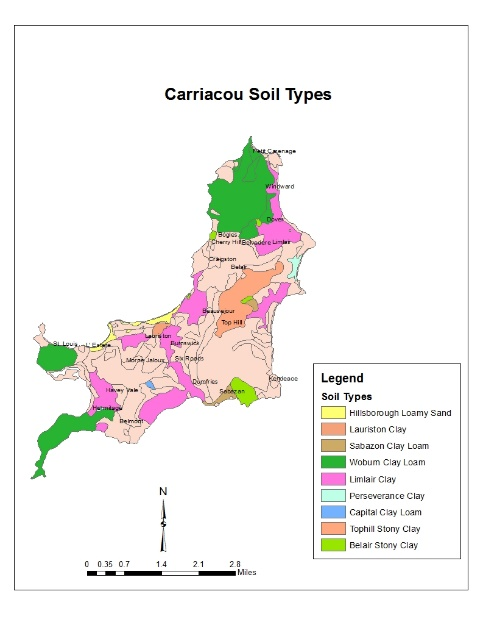 Carriacou Soil Types
Petit Carenage
Windward
Dover
Bogles
Cherry Hill Belvedere Limlair
Craigston
Belair
Beausejour
Top Hill
Lauriston
Brunswick
St. Louis L'Esterre
Morne Jaloux Six Roads
Dumfries
Kendeace
Havey Vale
Sabazan
Hermitage
Belmont
Legend
Soil Types
Hillsborough Loamy Sand
Lauriston Clay
Sabazon Clay Loam
Woburn Clay Loam
Limlair Clay
Perseverance Clay
Capital Clay Loam
Tophill Stony Clay
Belair Stony Clay
N
S
0 0.35 0.7 1.4 2.1 2.8
Miles